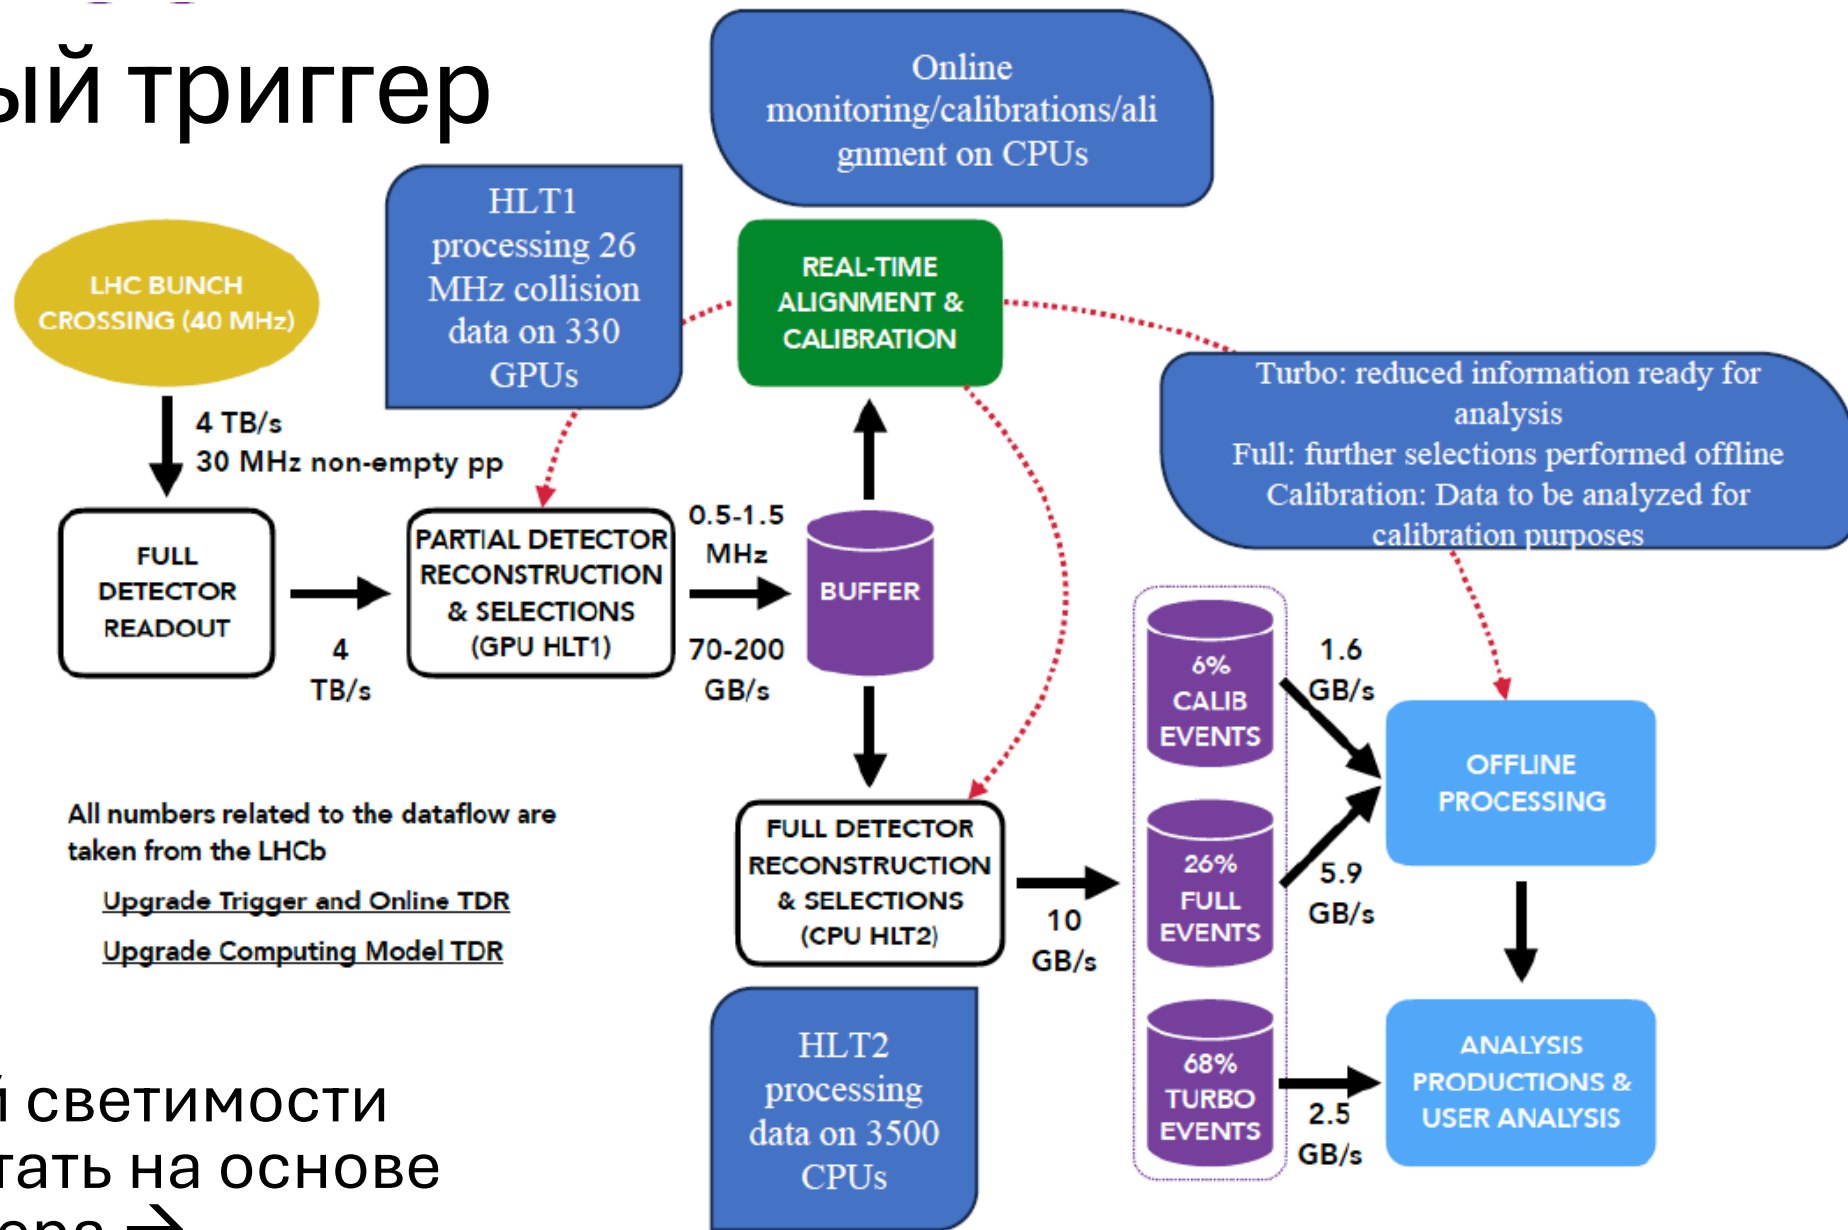 ый триггер
Online
monitoring/calibrations/ali
gnment on CPUs
HLT1
processing 26
MHz collision
data on 330
GPUs
LHC BUNCH
CROSSING (40 MHz)
REAL-TIME
ALIGNMENT &
CALIBRATION
Turbo: reduced information ready for
analysis
Full: further selections performed offline
Calibration: Data to be analyzed for
calibration purposes
4 TB/s
30 MHz non-empty pp
FULL
DETECTOR
READOUT
4
TB/s
PARTIAL DETECTOR
RECONSTRUCTION
& SELECTIONS
(GPU HLT1)
0.5-1.5
MHz
70-200
GB/s
BUFFER
6%
CALIB
EVENTS
1.6
GB/s
OFFLINE
PROCESSING
All numbers related to the dataflow are
taken from the LHCb
Upgrade Trigger and Online TDR
Upgrade Computing Model TDR
FULL DETECTOR
RECONSTRUCTION
& SELECTIONS
(CPU HLT2)
10
GB/s
26%
FULL
EVENTS
5.9
GB/s
HLT2
processing
data on 3500
CPUs
68%
TURBO
EVENTS
2.5
GB/s
ANALYSIS
PRODUCTIONS &
USER ANALYSIS
й светимости
тать на основе
→